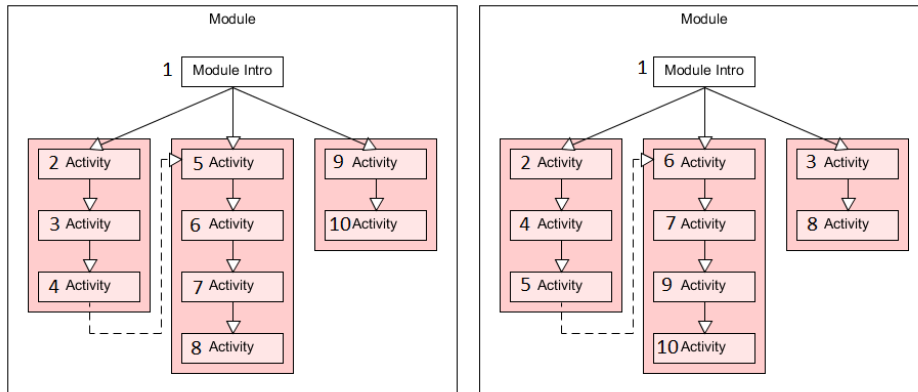 Module
1 Module Intro
2 Activity
5 Activity
9 Activity
3 Activity
6 Activity
10 Activity
4 Activity
7 Activity
8 Activity
Module
1 Module Intro
2 Activity
6 Activity
3 Activity
4 Activity
7 Activity
8 Activity
5 Activity
9 Activity
10 Activity